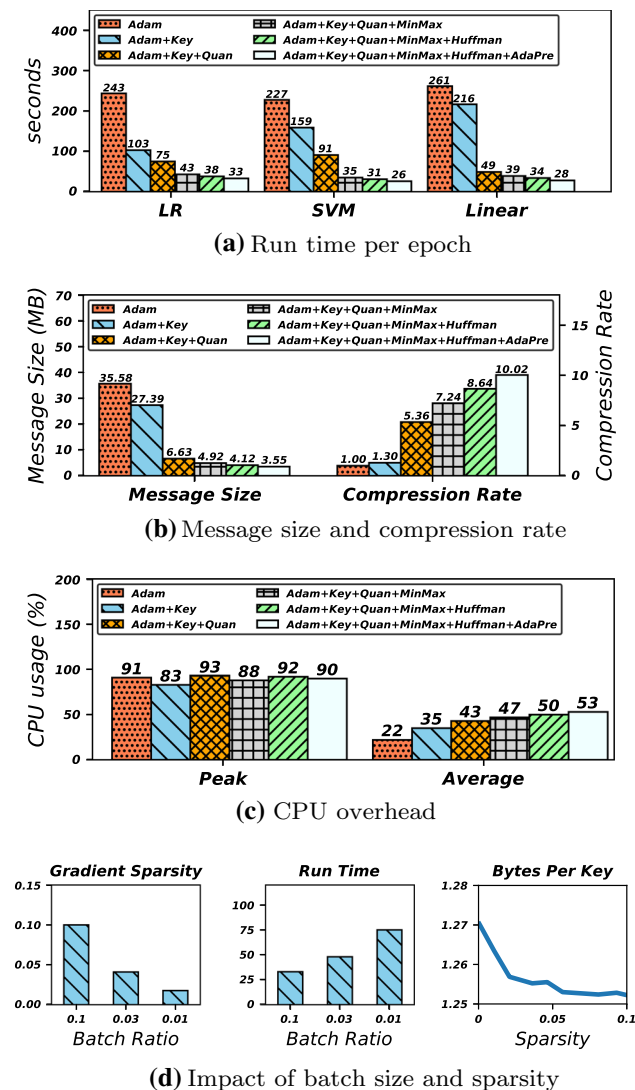 400
300
200
100
0
seconds
Adam
Adam+Key
Adam+Key+Quan
Adam+Key+Quan+MinMax
Adam+Key+Quan+MinMax+Huffman
Adam+Key+Quan+MinMax+Huffman+AdaPre
243 103 75 43 38 33
227 159 91 35 31 26
261 216 49 39 34 28
LR SVM Linear
(a) Run time per epoch
70
60
50
40
30
20
10
0
Message Size (MB)
Adam
Adam+Key
Adam+Key+Quan
Adam+Key+Quan+MinMax
Adam+Key+Quan+MinMax+Huffman
Adam+Key+Quan+MinMax+Huffman+AdaPre
35.58 27.39 6.63 4.92 4.12 3.55
1.00 1.30 5.36 7.24 8.64 10.02
15
10
5
0
Compression Rate
Message Size Compression Rate
(b) Message size and compression rate
200
150
100
50
0
CPU usage (%)
Adam
Adam+Key
Adam+Key+Quan
Adam+Key+Quan+MinMax
Adam+Key+Quan+MinMax+Huffman
Adam+Key+Quan+MinMax+Huffman+AdaPre
91 83 93 88 92 90
22 35 43 47 50 53
Peak Average
(c) CPU overhead
Gradient Sparsity
0.15
0.10
0.05
0.00
0.1 0.03 0.01
Batch Ratio
Run Time
100
75
50
25
0
0.1 0.03 0.01
Batch Ratio
Bytes Per Key
1.28
1.27
1.26
1.25
0 0.05 0.1
Sparsity
(d) Impact of batch size and sparsity